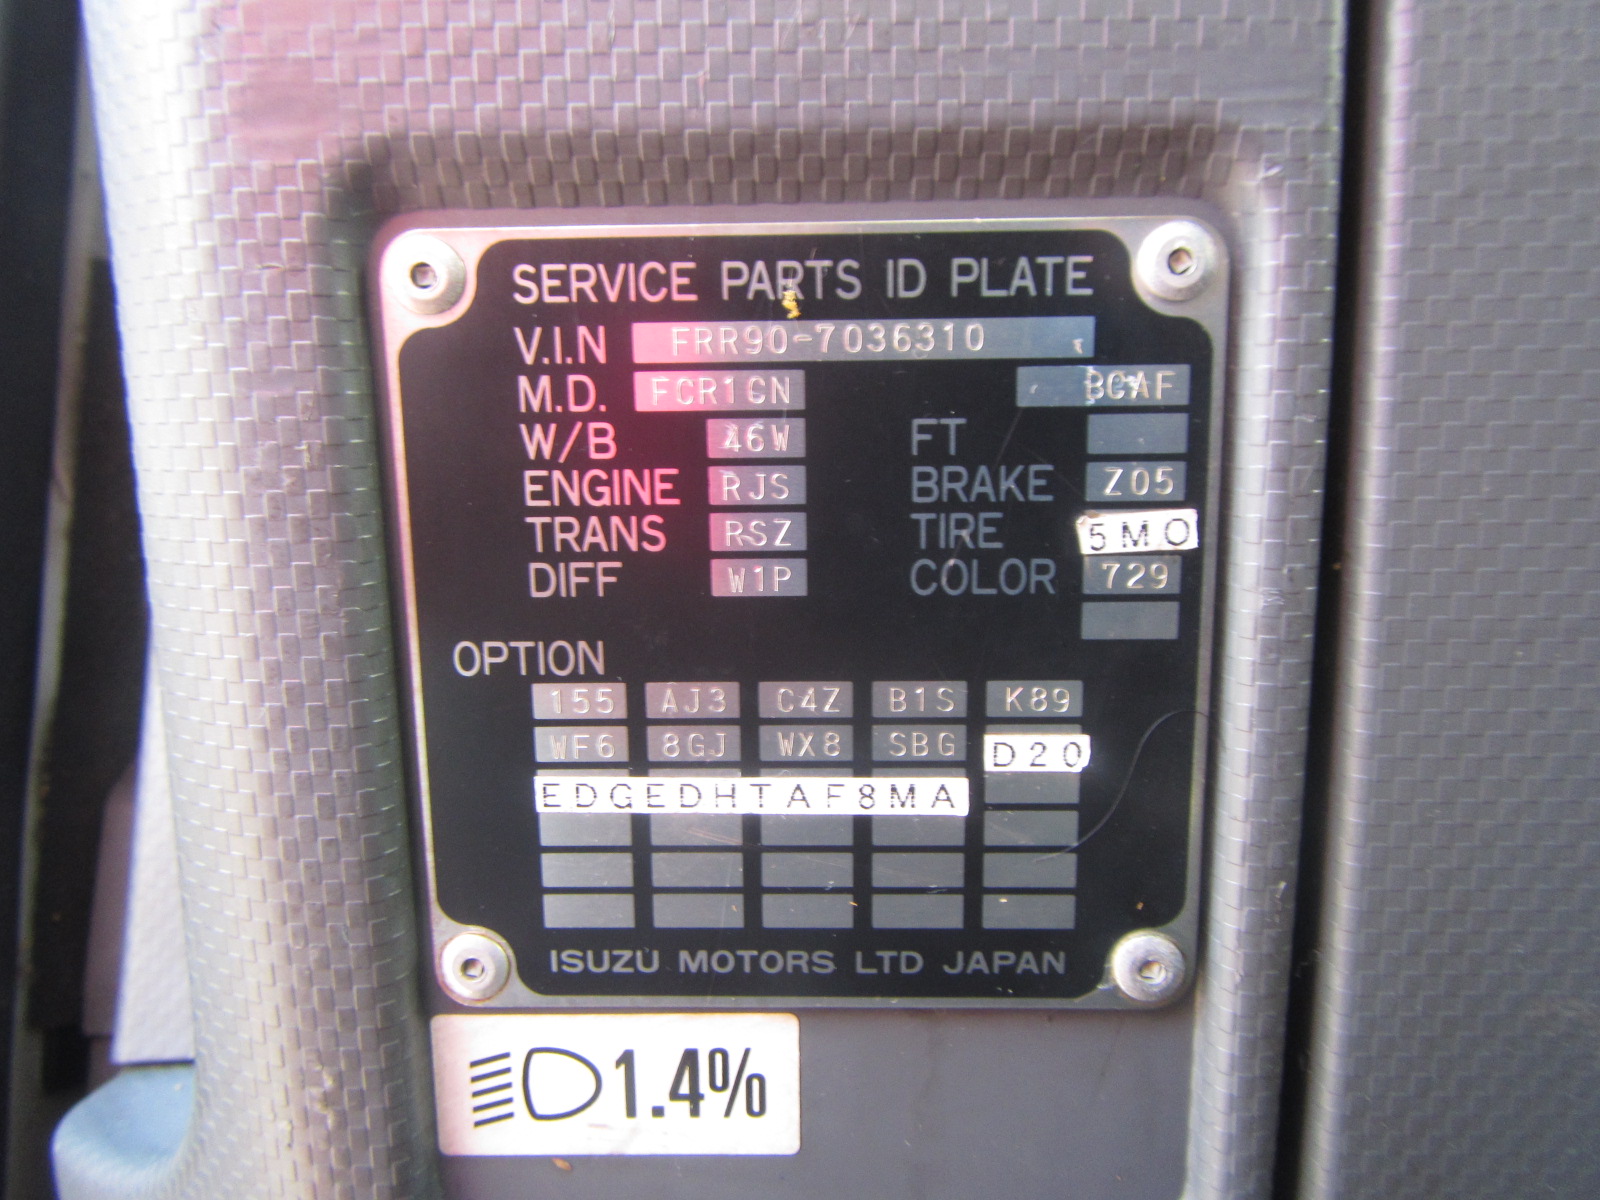 SERVICE PARTS ID PLATE
V.I.N FRR90-7036310
M.D. FCR1GN BCAF
W/B 46W FT
ENGINE RJS BRAKE Z05
TRANS RSZ TIRE 5MO
DIFF W1P COLOR 729
OPTION
155 AJ3 C4Z B1S K89
WF6 8GJ WX8 SBG D20
EDGEDHTAF8MA
ISUZU MOTORS LTD JAPAN
1.4%